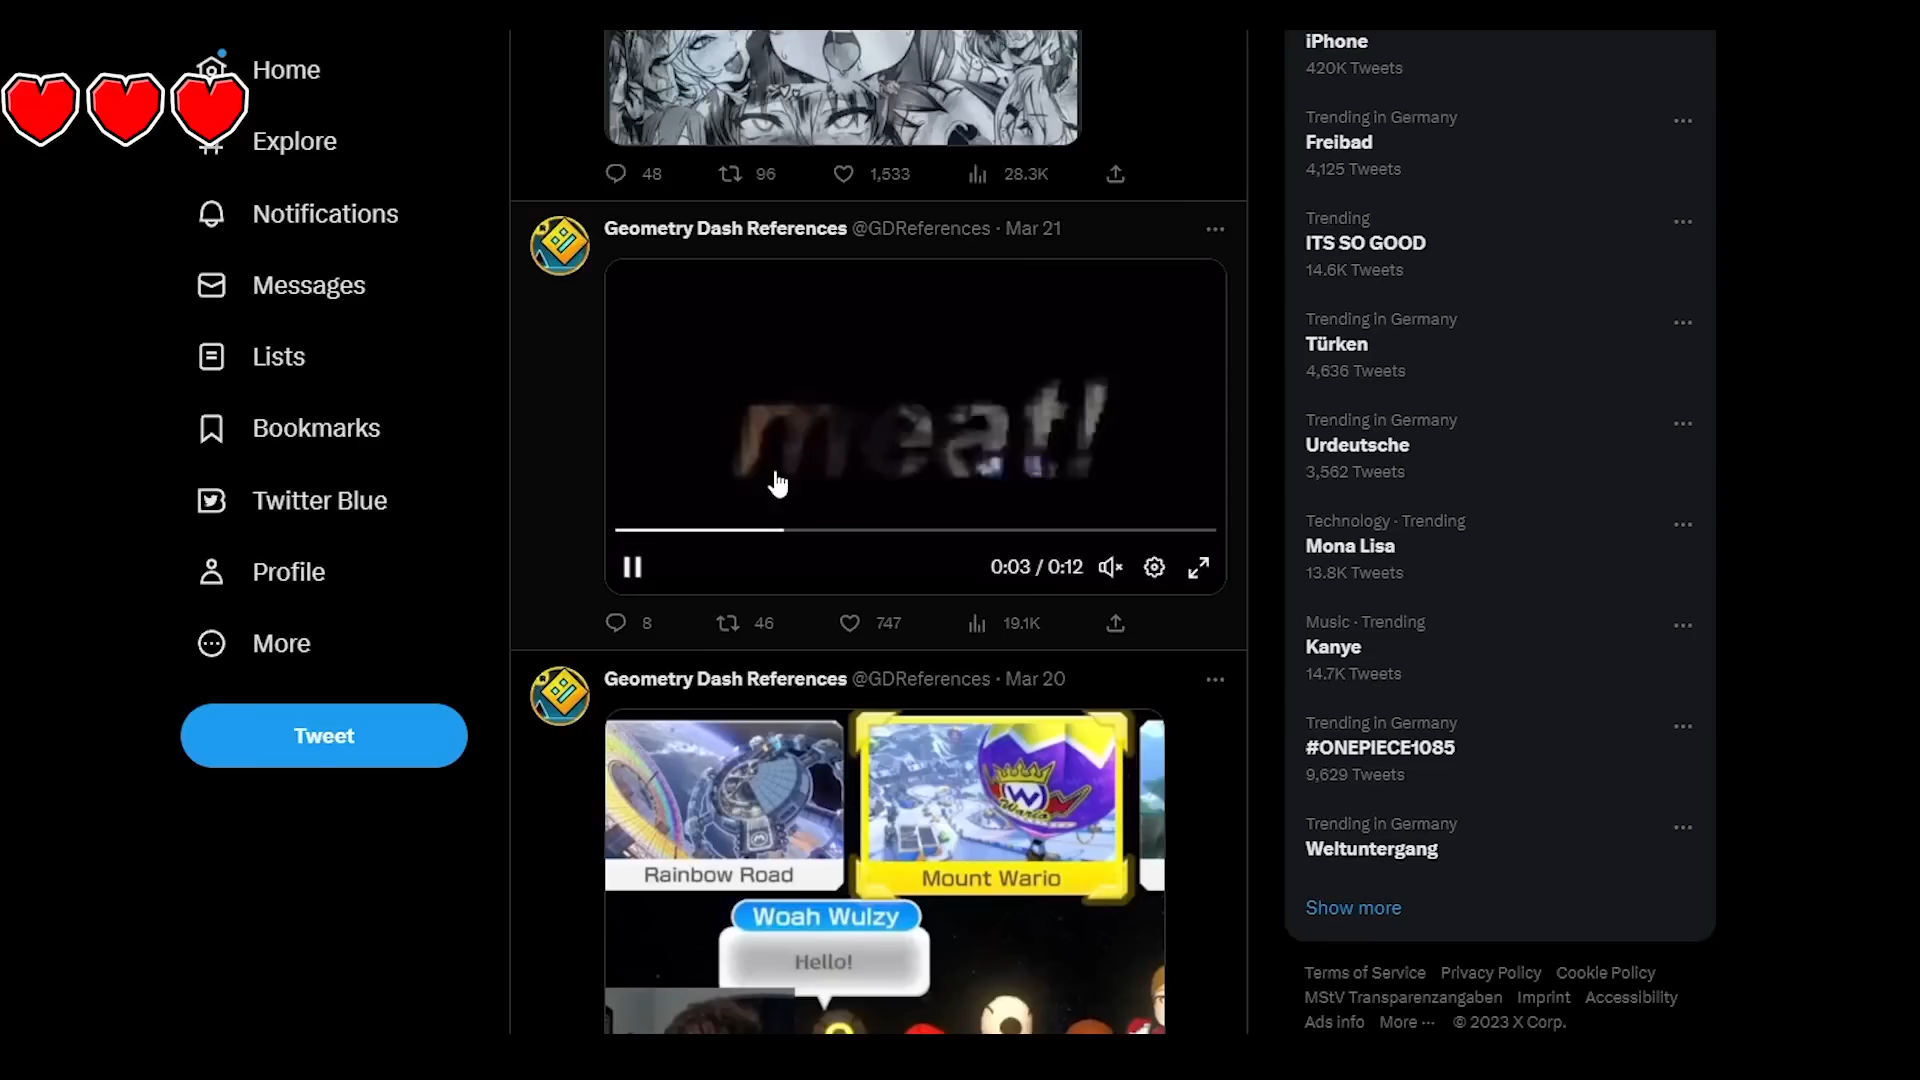 Home
Explore
Notifications
Messages
Lists
Bookmarks
Twitter Blue
Profile
More
Tweet
48 96 1,533 28.3K
Geometry Dash References @GDReferences · Mar 21
meat!
0:03 / 0:12
8 46 747 19.1K
Geometry Dash References @GDReferences · Mar 20
Rainbow Road
Mount Wario
W
Wario
Woah Wulzy
Hello!
iPhone
420K Tweets
Trending in Germany
Freibad
4,125 Tweets
Trending
ITS SO GOOD
14.6K Tweets
Trending in Germany
Türken
4,636 Tweets
Trending in Germany
Urdeutsche
3,562 Tweets
Technology · Trending
Mona Lisa
13.8K Tweets
Music · Trending
Kanye
14.7K Tweets
Trending in Germany
#ONEPIECE1085
9,629 Tweets
Trending in Germany
Weltuntergang
Show more
Terms of Service Privacy Policy Cookie Policy
MStV Transparenzangaben Imprint Accessibility
Ads info More ··· © 2023 X Corp.